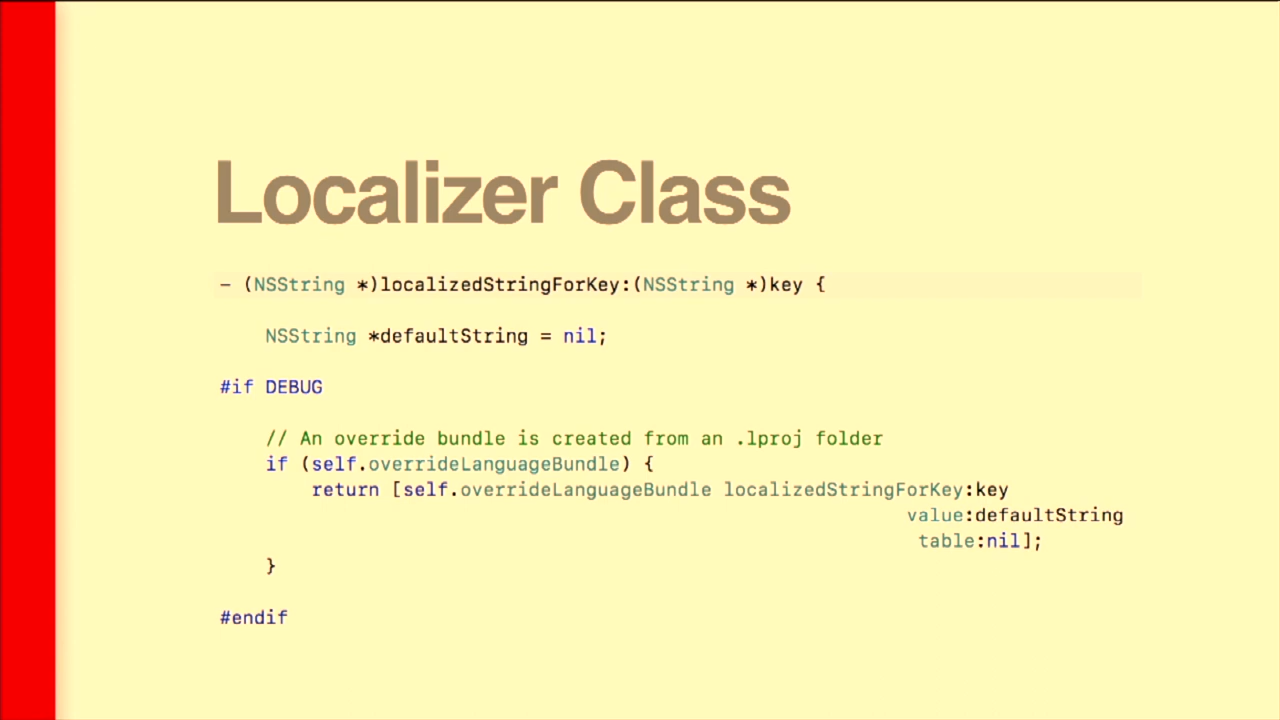 Localizer Class
- (NSString *)localizedStringForKey:(NSString *)key {
    NSString *defaultString = nil;
#if DEBUG
    // An override bundle is created from an .lproj folder
    if (self.overrideLanguageBundle) {
        return [self.overrideLanguageBundle localizedStringForKey:key
                                                            value:defaultString
                                                             table:nil];
    }
#endif